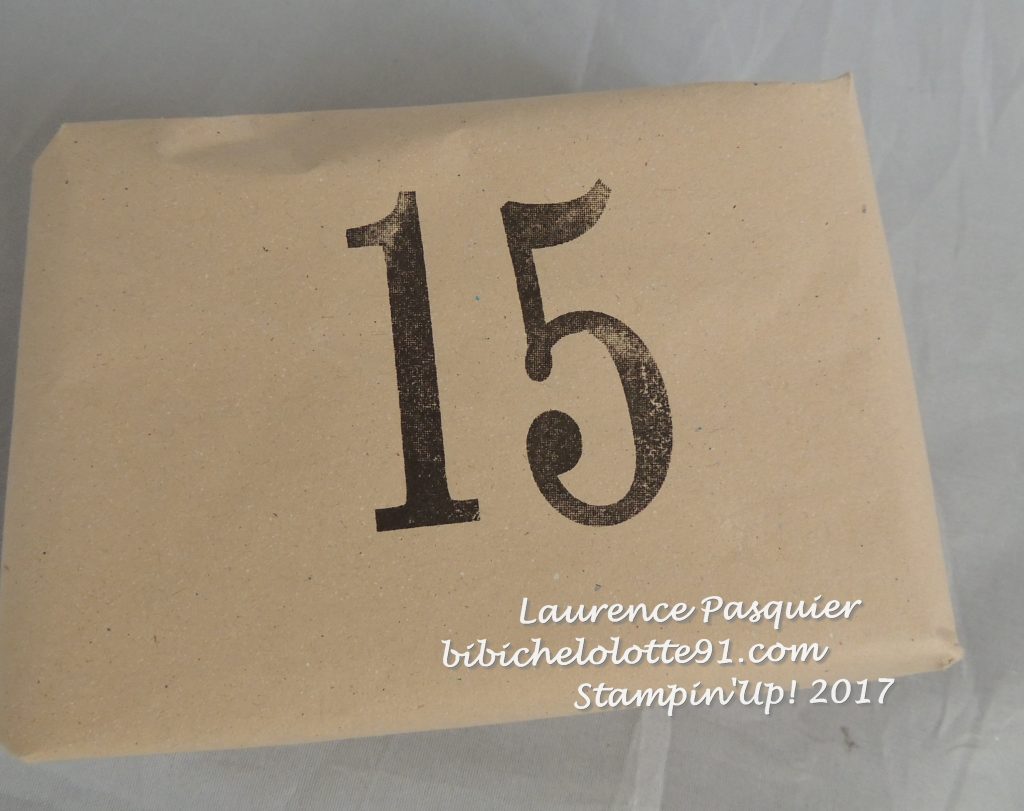 15
Laurence Pasquier
bibichelolotte91.com
Stampin'Up! 2017